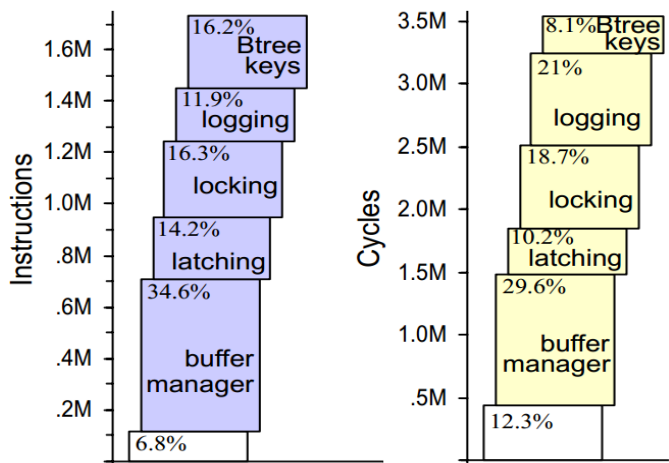 Instructions
1.6M
1.4M
1.2M
1.0M
.8M
.6M
.4M
.2M
16.2%
Btree
keys
11.9%
logging
16.3%
locking
14.2%
latching
34.6%
buffer
manager
6.8%
Cycles
3.5M
3.0M
2.5M
2.0M
1.5M
1.0M
.5M
8.1%
Btree
keys
21%
logging
18.7%
locking
10.2%
latching
29.6%
buffer
manager
12.3%